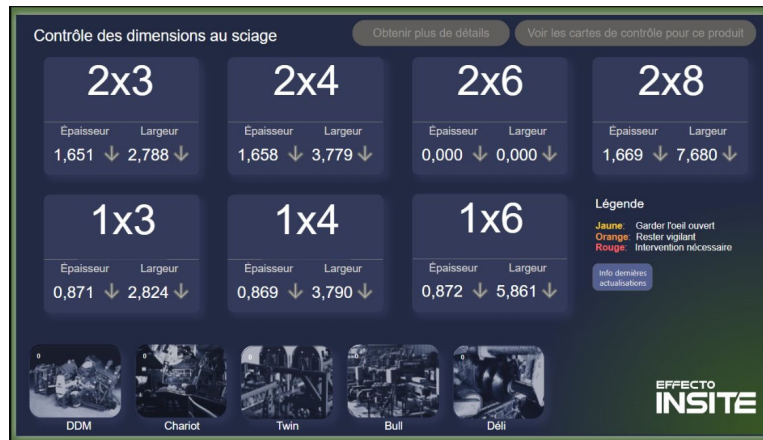 Contrôle des dimensions au sciage
Obtenir plus de détails
Voir les cartes de contrôle pour ce produit
2x3
2x4
2x6
2x8
Épaisseur Largeur
Épaisseur Largeur
Épaisseur Largeur
Épaisseur Largeur
1,651 2,788
1,658 3,779
0,000 0,000
1,669 7,680
1x3
1x4
1x6
Épaisseur Largeur
Épaisseur Largeur
Épaisseur Largeur
0,871 2,824
0,869 3,790
0,872 5,861
Légende
Jaune: Garder l'oeil ouvert
Orange: Rester vigilant
Rouge: Intervention nécessaire
Info dernières
actualisations
0
0
0
0
0
DDM
Chariot
Twin
Bull
Déli
EFFECTO
INSITE